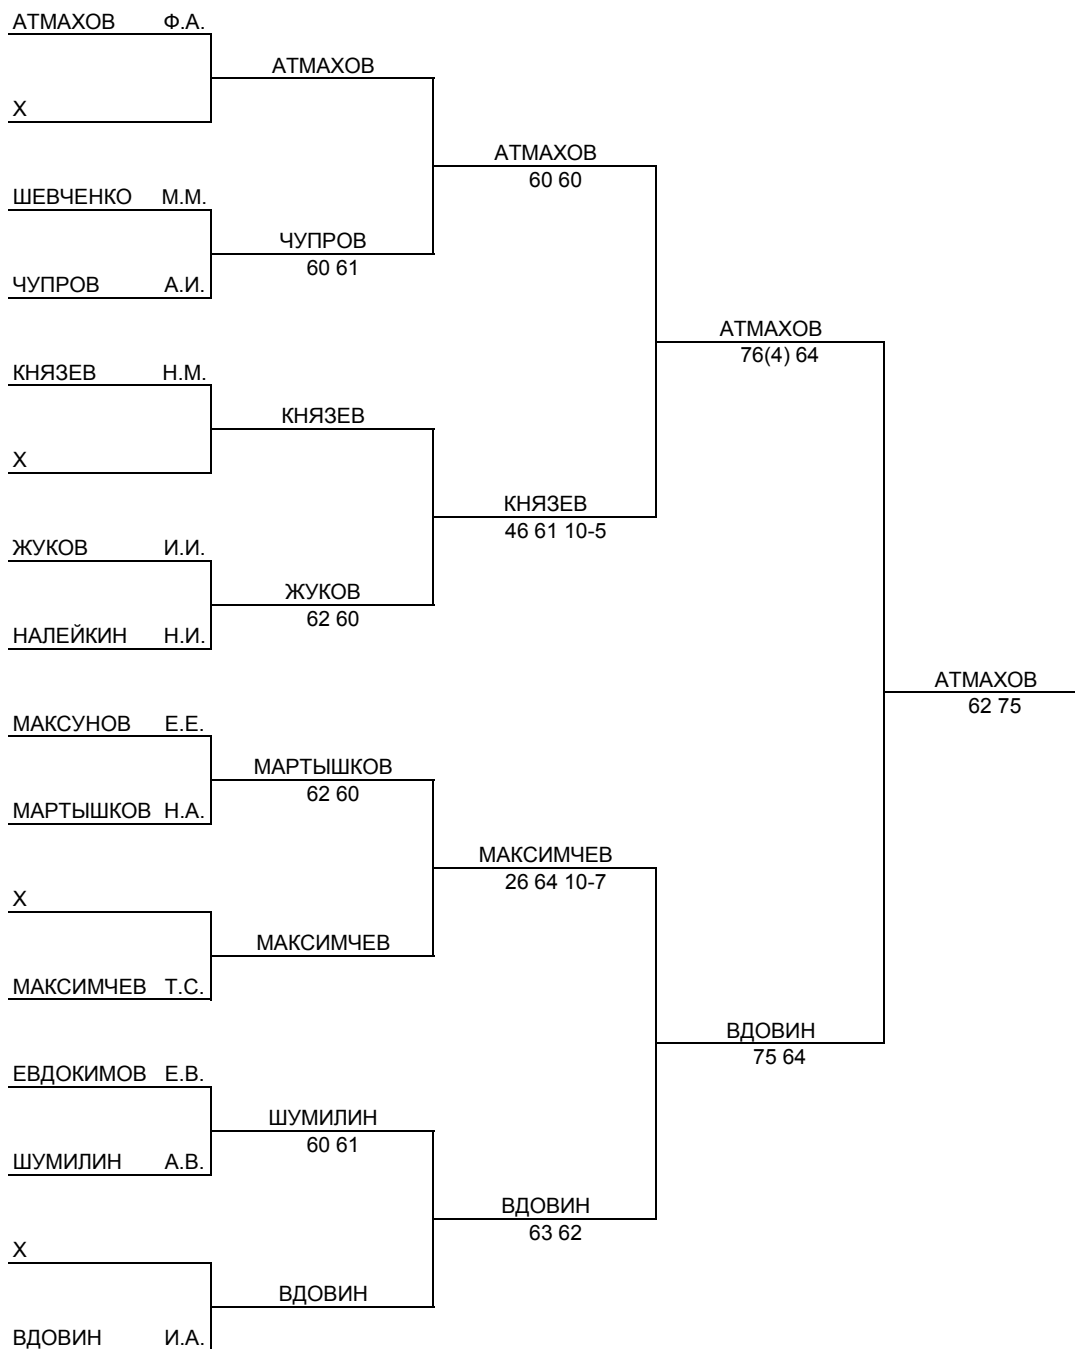 АТМАХОВ Ф.А.
АТМАХОВ
Х
АТМАХОВ
60 60
ШЕВЧЕНКО М.М.
ЧУПРОВ
60 61
ЧУПРОВ А.И.
АТМАХОВ
76(4) 64
КНЯЗЕВ Н.М.
КНЯЗЕВ
Х
КНЯЗЕВ
46 61 10-5
ЖУКОВ И.И.
ЖУКОВ
62 60
НАЛЕЙКИН Н.И.
АТМАХОВ
62 75
МАКСУНОВ Е.Е.
МАРТЫШКОВ
62 60
МАРТЫШКОВ Н.А.
МАКСИМЧЕВ
26 64 10-7
Х
МАКСИМЧЕВ
МАКСИМЧЕВ Т.С.
ВДОВИН
75 64
ЕВДОКИМОВ Е.В.
ШУМИЛИН
60 61
ШУМИЛИН А.В.
ВДОВИН
63 62
Х
ВДОВИН
ВДОВИН И.А.